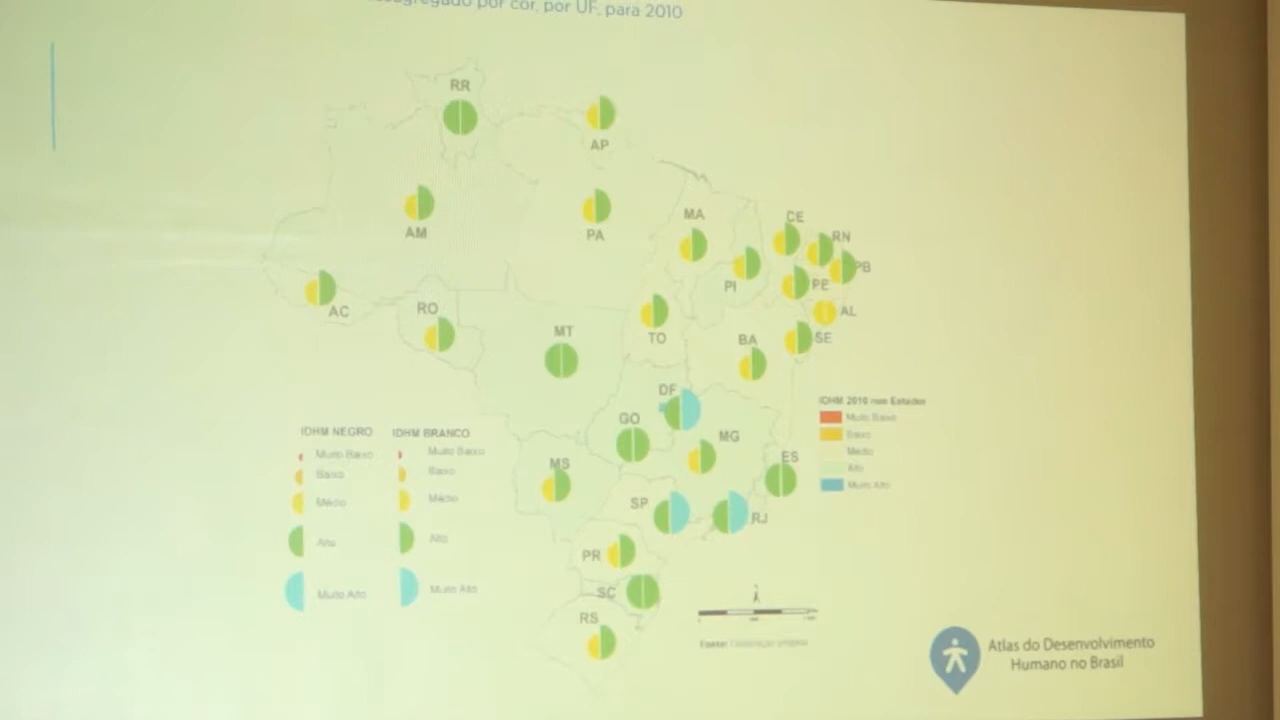 por cor, por UF, para 2010
RR
AP
AM
PA
MA
CE
RN
PB
PI
PE
AL
AC
RO
TO
SE
MT
BA
DF
GO
MG
ES
MS
SP
RJ
PR
SC
RS
IDHM NEGRO
Muito Baixo
Baixo
Médio
Alto
Muito Alto
IDHM BRANCO
Muito Baixo
Baixo
Médio
Alto
Muito Alto
IDHM 2010 nos Estados
Muito Baixo
Baixo
Médio
Alto
Muito Alto
Fonte:
Atlas do Desenvolvimento
Humano no Brasil